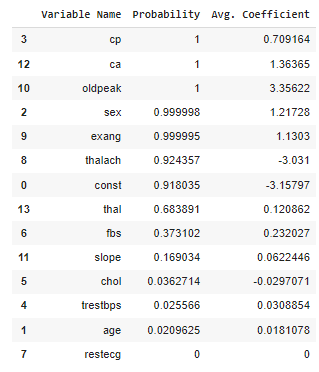 Variable Name Probability Avg. Coefficient
3 cp 1 0.709164
12 ca 1 1.36365
10 oldpeak 1 3.35622
2 sex 0.999998 1.21728
9 exang 0.999995 1.1303
8 thalach 0.924357 -3.031
0 const 0.918035 -3.15797
13 thal 0.683891 0.120862
6 fbs 0.373102 0.232027
11 slope 0.169034 0.0622446
5 chol 0.0362714 -0.0297071
4 trestbps 0.025566 0.0308854
1 age 0.0209625 0.0181078
7 restecg 0 0